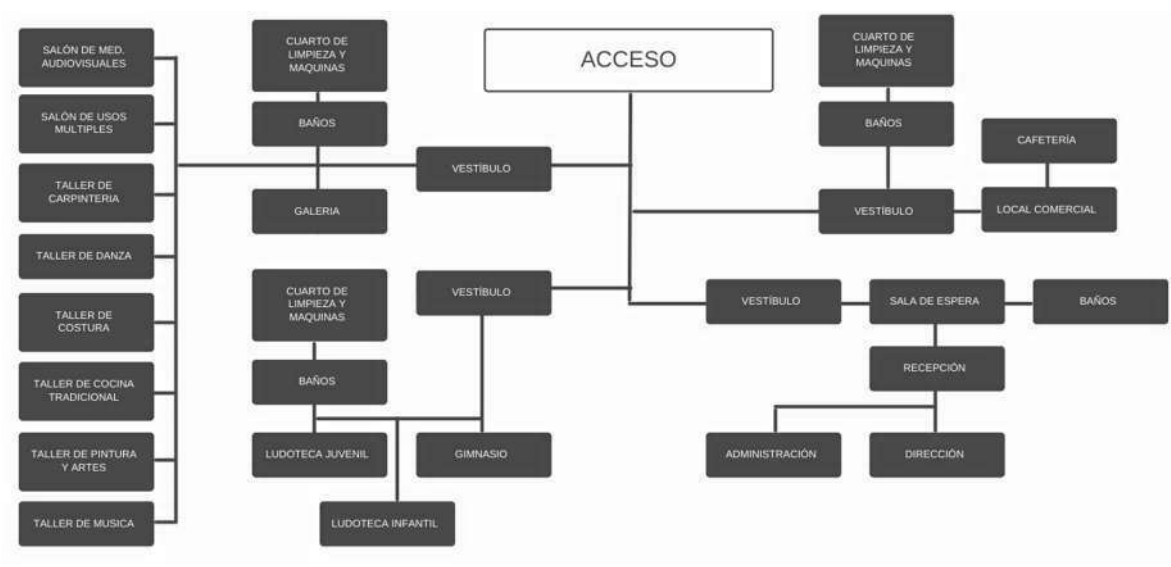 SALÓN DE MED.
AUDIOVISUALES
SALÓN DE USOS
MULTIPLES
TALLER DE
CARPINTERIA
TALLER DE DANZA
TALLER DE
COSTURA
TALLER DE COCINA
TRADICIONAL
TALLER DE PINTURA
Y ARTES
TALLER DE MUSICA
CUARTO DE
LIMPIEZA Y
MAQUINAS
BAÑOS
GALERIA
VESTÍBULO
ACCESO
CUARTO DE
LIMPIEZA Y
MAQUINAS
BAÑOS
VESTÍBULO
CAFETERÍA
LOCAL COMERCIAL
CUARTO DE
LIMPIEZA Y
MAQUINAS
BAÑOS
LUDOTECA JUVENIL
LUDOTECA INFANTIL
VESTÍBULO
GIMNASIO
VESTÍBULO
SALA DE ESPERA
BAÑOS
RECEPCIÓN
ADMINISTRACIÓN
DIRECCIÓN